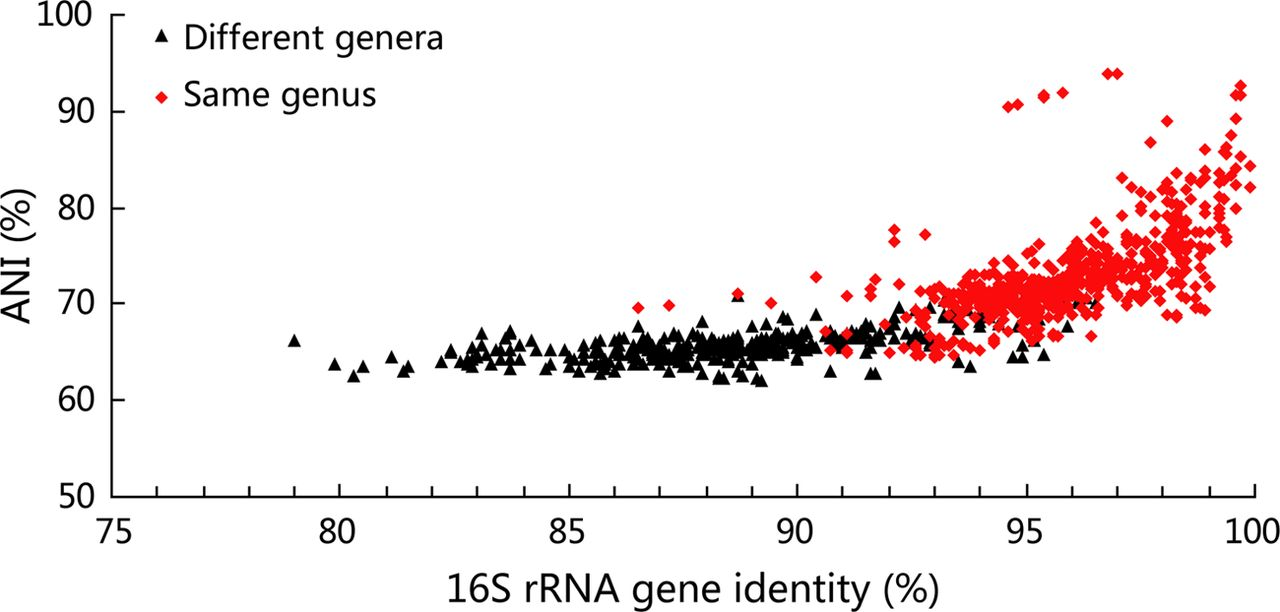 100
Different genera
Same genus
90
80
70
60
50
ANI (%)
75 80 85 90 95 100
16S rRNA gene identity (%)